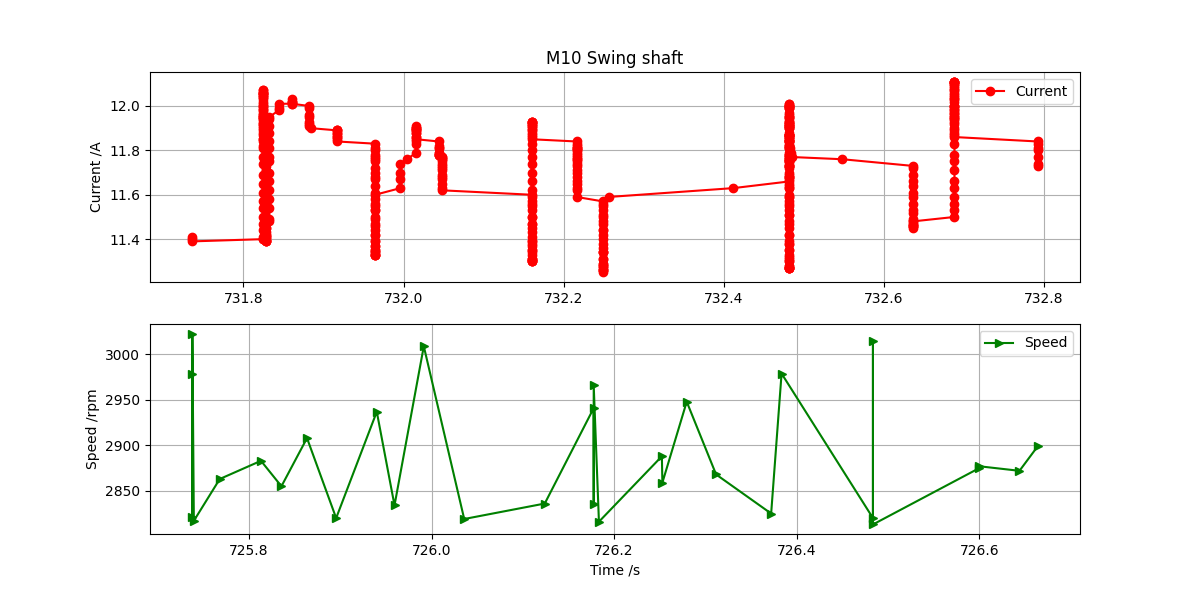 M10 Swing shaft
Current /A
12.0
11.8
11.6
11.4
Current
731.8 732.0 732.2 732.4 732.6 732.8
Speed /rpm
3000
2950
2900
2850
Speed
725.8 726.0 726.2 726.4 726.6
Time /s